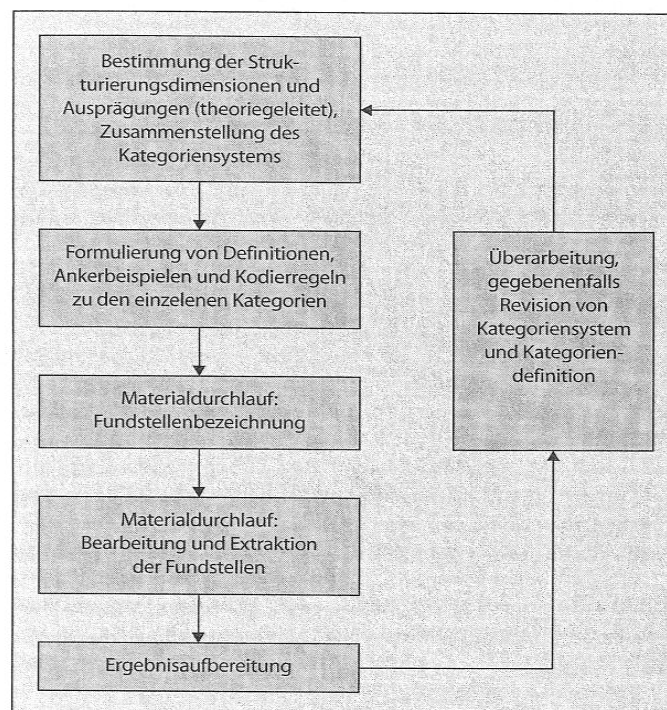 Bestimmung der Struk-
turierungsdimensionen und
Ausprägungen (theoriegeleitet),
Zusammenstellung des
Kategoriensystems
Formulierung von Definitionen,
Ankerbeispielen und Kodierregeln
zu den einzelenen Kategorien
Materialdurchlauf:
Fundstellenbezeichnung
Materialdurchlauf:
Bearbeitung und Extraktion
der Fundstellen
Ergebnisaufbereitung
Überarbeitung,
gegebenenfalls
Revision von
Kategoriensystem
und Kategorien-
definition